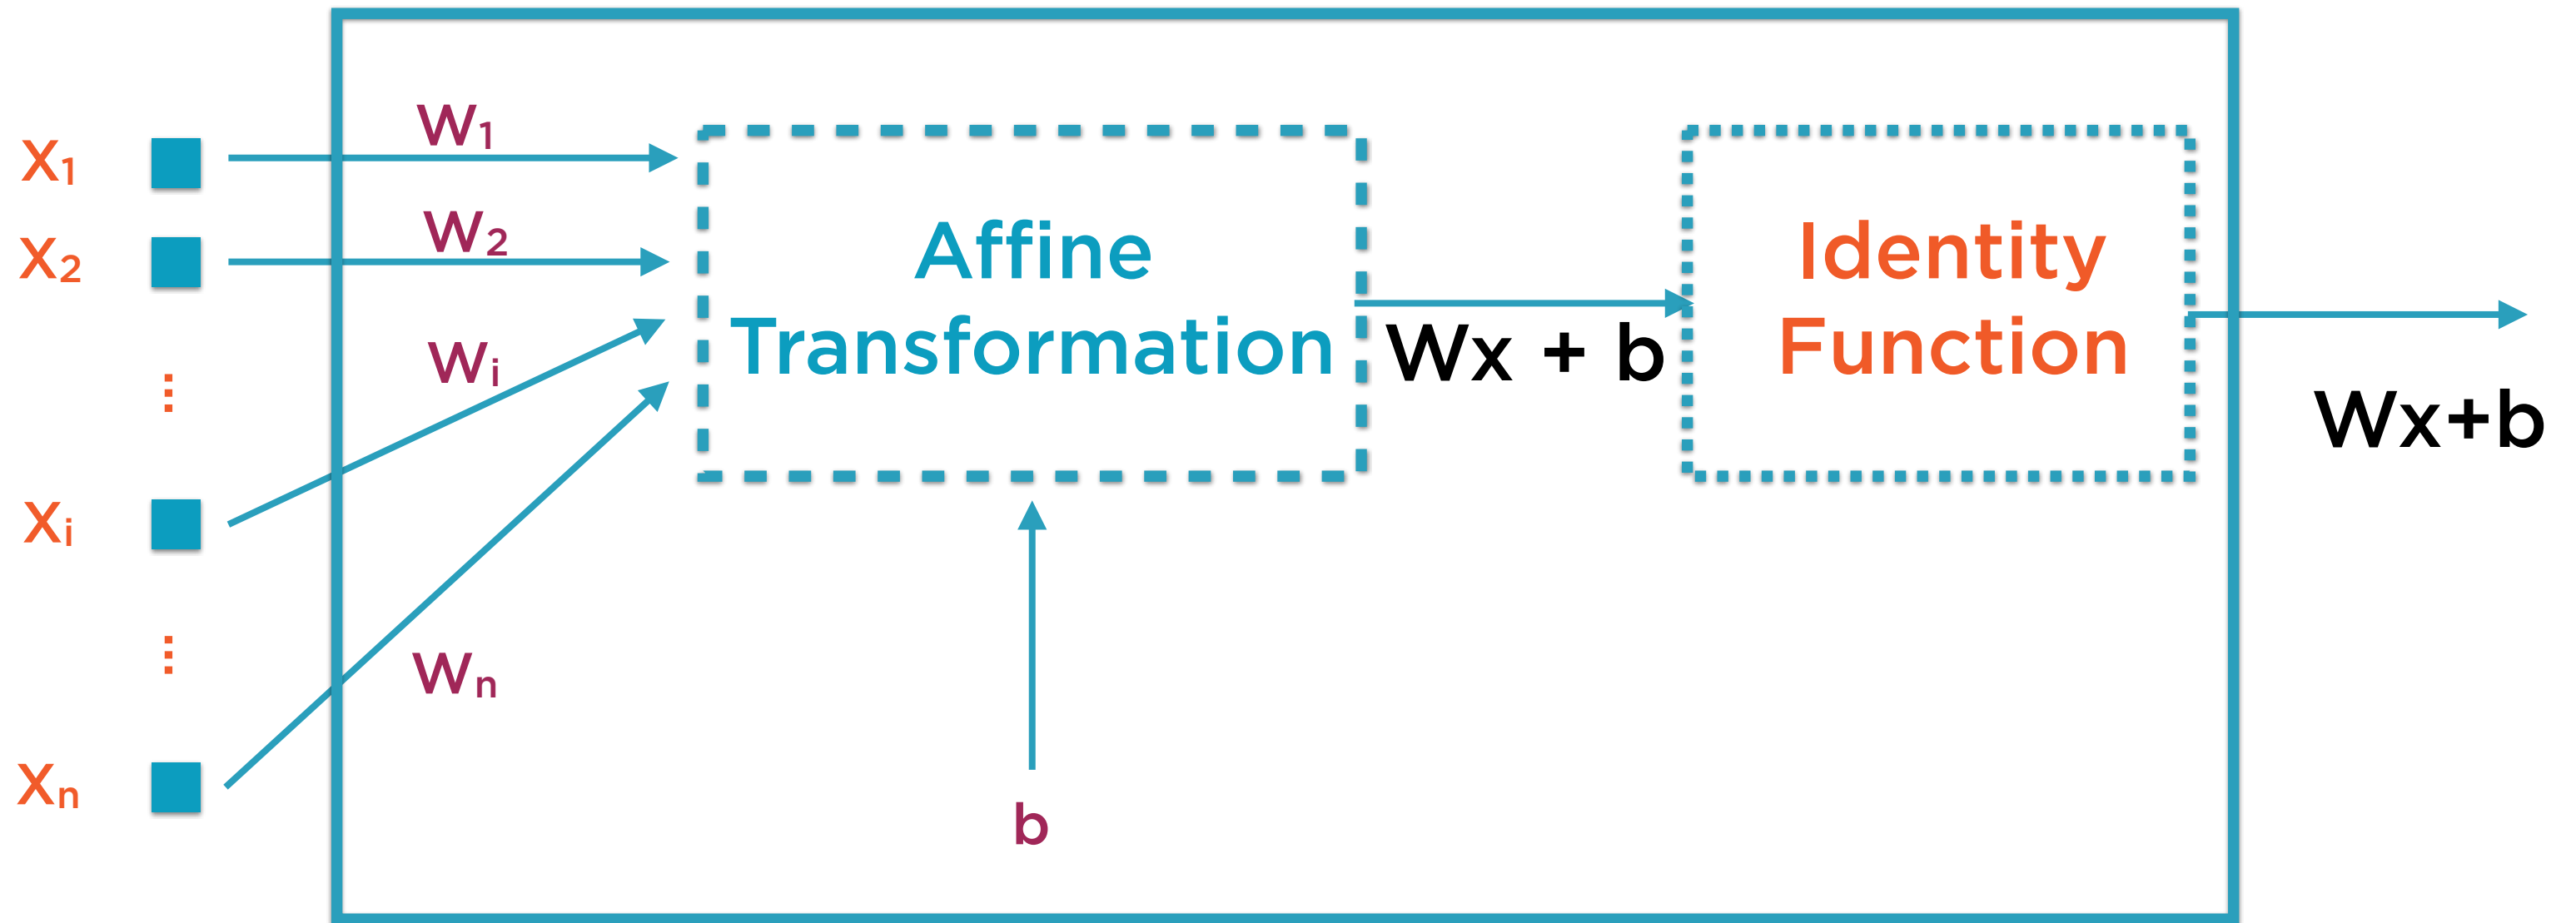 X₁
X₂
⋮
Xᵢ
⋮
Xₙ
W₁
W₂
Wᵢ
Wₙ
Affine
Transformation
b
Wx + b
Identity
Function
Wx+b